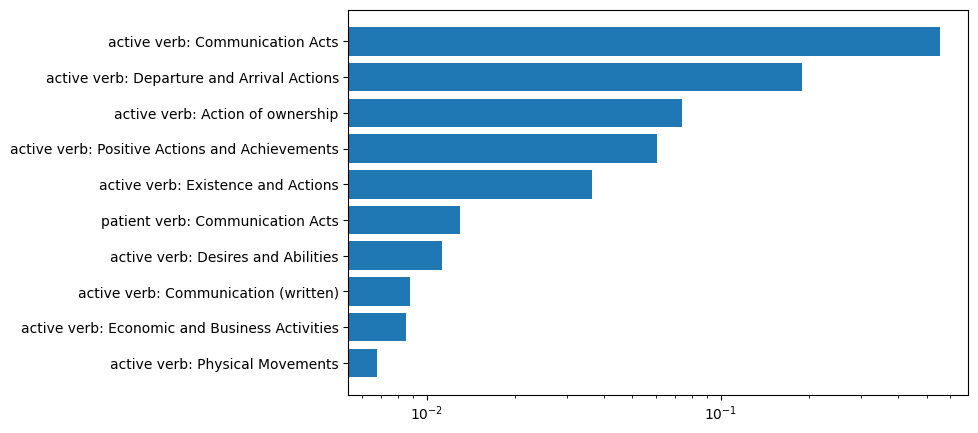 active verb: Communication Acts
active verb: Departure and Arrival Actions
active verb: Action of ownership
active verb: Positive Actions and Achievements
active verb: Existence and Actions
patient verb: Communication Acts
active verb: Desires and Abilities
active verb: Communication (written)
active verb: Economic and Business Activities
active verb: Physical Movements
10⁻² 10⁻¹